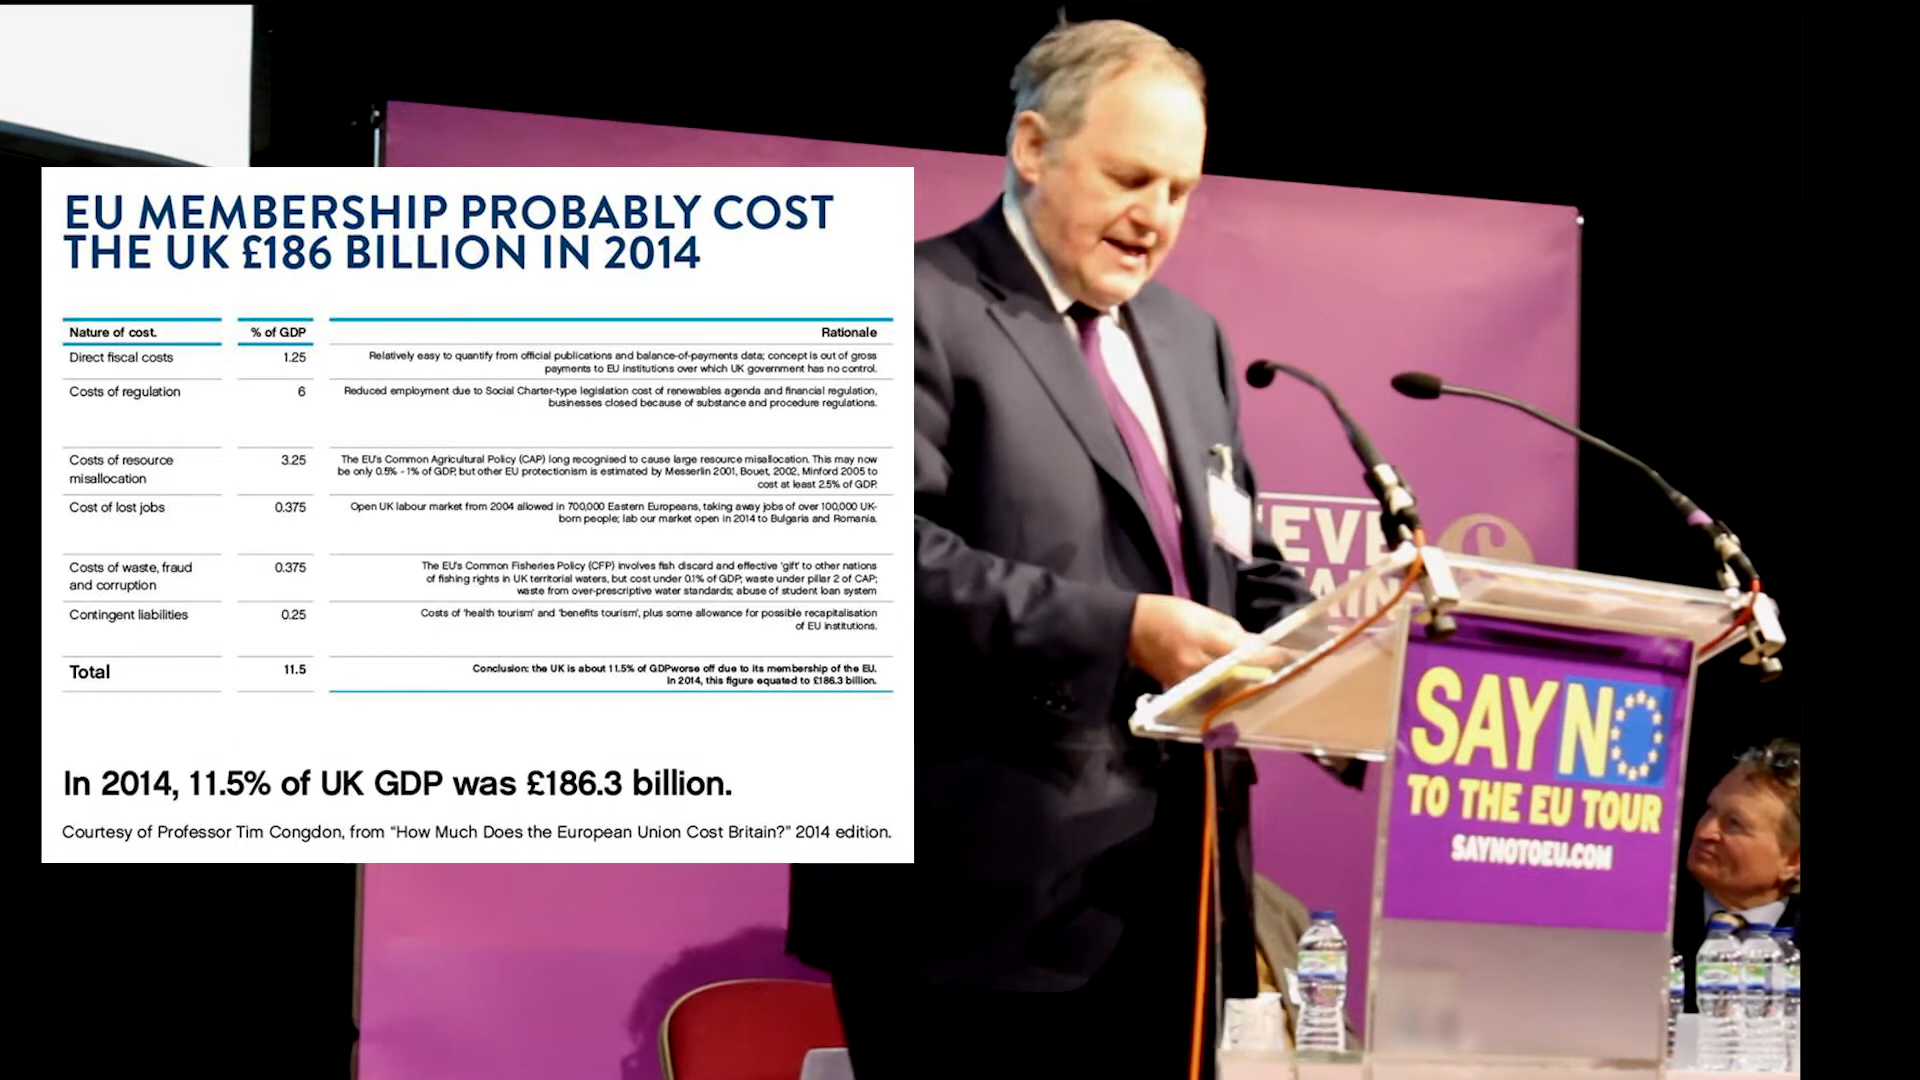 EU MEMBERSHIP PROBABLY COST
THE UK £186 BILLION IN 2014
Nature of cost. % of GDP Rationale
Direct fiscal costs 1.25 Relatively easy to quantify from official publications and balance-of-payments data; concept is out of gross
payments to EU institutions over which UK government has no control.
Costs of regulation 6 Reduced employment due to Social Charter-type legislation cost of renewables agenda and financial regulation,
businesses closed because of substance and procedure regulations.
Costs of resource
misallocation 3.25 The EU's Common Agricultural Policy (CAP) long recognised to cause large resource misallocation. This may now
be only 0.5% - 1% of GDP, but other EU protectionism is estimated by Messerlin 2001, Bouet, 2002, Minford 2005 to
cost at least 2.5% of GDP.
Cost of lost jobs 0.375 Open UK labour market from 2004 allowed in 700,000 Eastern Europeans, taking away jobs of over 100,000 UK-
born people; lab our market open in 2014 to Bulgaria and Romania.
Costs of waste, fraud
and corruption 0.375 The EU's Common Fisheries Policy (CFP) involves fish discard and effective 'gift' to other nations
of fishing rights in UK territorial waters, but cost under 0.1% of GDP; waste under pillar 2 of CAP;
waste from over-prescriptive water standards; abuse of student loan system
Contingent liabilities 0.25 Costs of 'health tourism' and 'benefits tourism', plus some allowance for possible recapitalisation
of EU institutions.
Total 11.5 Conclusion: the UK is about 11.5% of GDPworse off due to its membership of the EU.
In 2014, this figure equated to £186.3 billion.
In 2014, 11.5% of UK GDP was £186.3 billion.
Courtesy of Professor Tim Congdon, from “How Much Does the European Union Cost Britain?” 2014 edition.
SAY NO
TO THE EU TOUR
SAYNOTOEU.COM